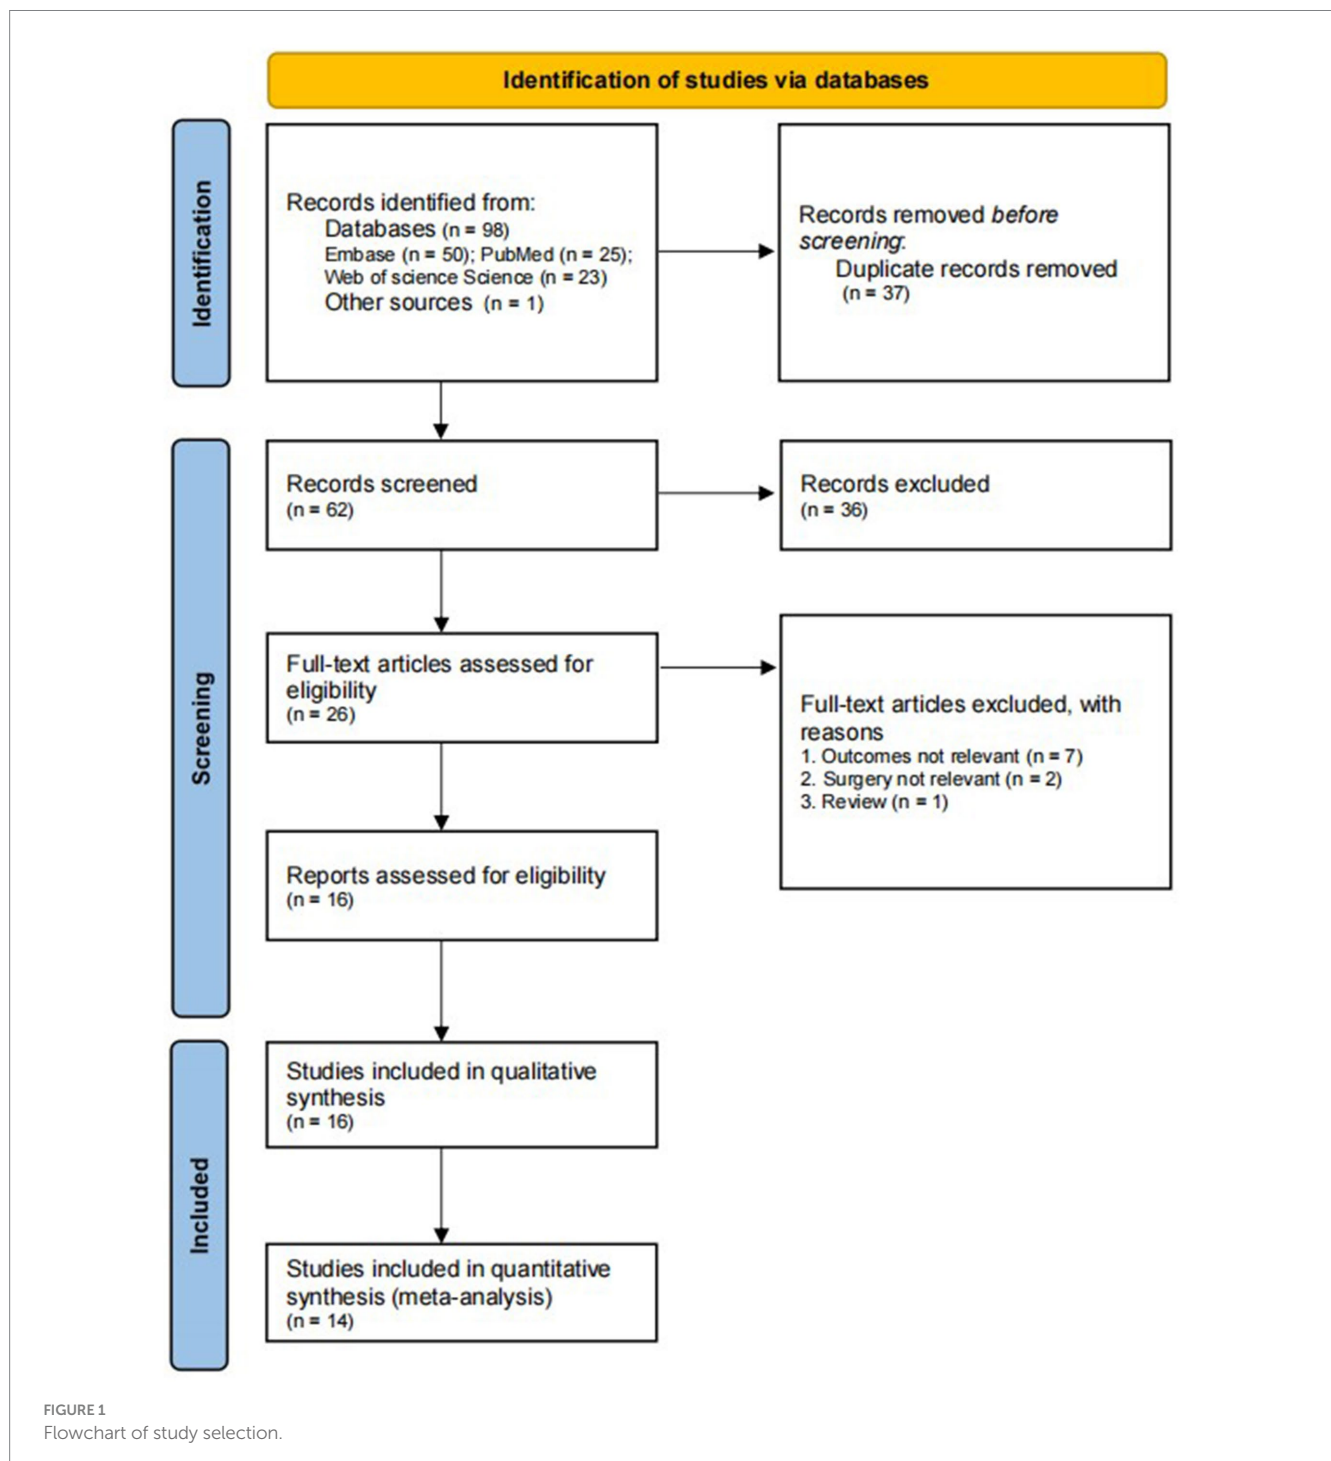 Identification of studies via databases
Identification
Records identified from:
Databases (n = 98)
Embase (n = 50); PubMed (n = 25);
Web of science Science (n = 23)
Other sources (n = 1)
Records removed before
screening:
Duplicate records removed
(n = 37)
Screening
Records screened
(n = 62)
Records excluded
(n = 36)
Full-text articles assessed for
eligibility
(n = 26)
Full-text articles excluded, with
reasons
1. Outcomes not relevant (n = 7)
2. Surgery not relevant (n = 2)
3. Review (n = 1)
Reports assessed for eligibility
(n = 16)
Included
Studies included in qualitative
synthesis
(n = 16)
Studies included in quantitative
synthesis (meta-analysis)
(n = 14)
FIGURE 1
Flowchart of study selection.